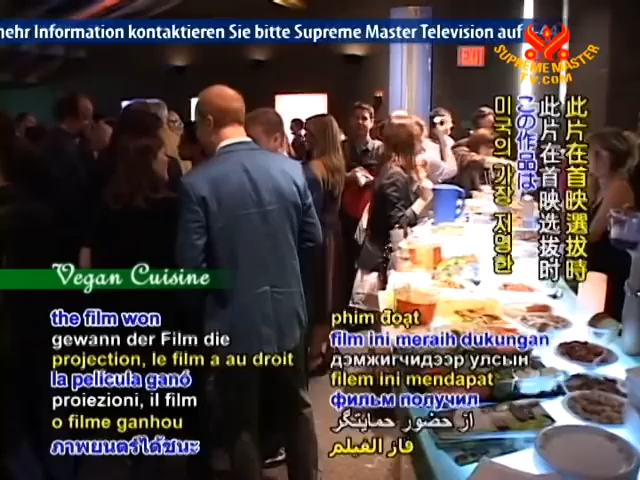 mehr Information kontaktieren Sie bitte Supreme Master Television auf
SUPREME MASTER
TV.COM
EXIT
此片在首映選拔時
此片在首映选拔时
この作品は
미국의 가장 저명한
Vegan Cuisine
the film won
gewann der Film die
projection, le film a au droit
la película ganó
proiezioni, il film
o filme ganhou
ภาพยนตร์ได้ชนะ
phim đoạt
film ini meraih dukungan
дэмжигчидээр улсын
filem ini mendapat
фильм получил
از حضور حمایتگر
فاز الفيلم